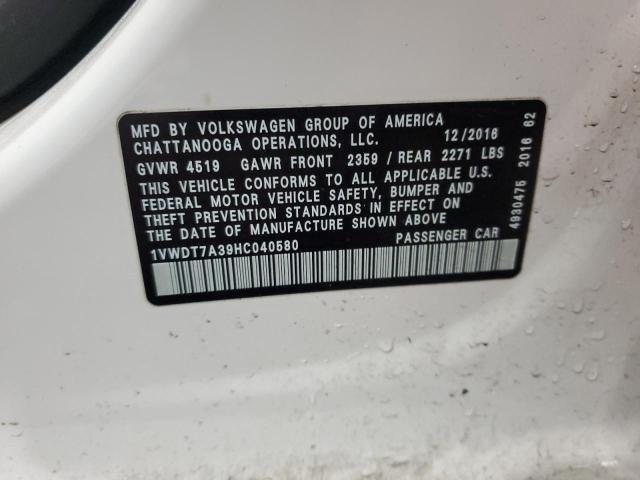 MFD BY VOLKSWAGEN GROUP OF AMERICA
CHATTANOOGA OPERATIONS, LLC. 12/2016
GVWR 4519 GAWR FRONT 2359 / REAR 2271 LBS
THIS VEHICLE CONFORMS TO ALL APPLICABLE U.S.
FEDERAL MOTOR VEHICLE SAFETY, BUMPER AND
THEFT PREVENTION STANDARDS IN EFFECT ON
THE DATE OF MANUFACTURE SHOWN ABOVE
1VWDT7A39HC040580 PASSENGER CAR
4930475 2016 62